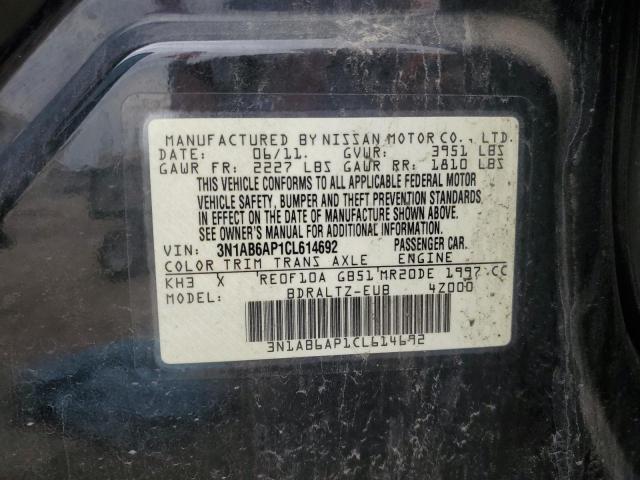 MANUFACTURED BY NISSAN MOTOR CO., LTD.
DATE: 06/11. GVWR: 3951 LBS
GAWR FR: 2227 LBS GAWR RR: 1810 LBS
THIS VEHICLE CONFORMS TO ALL APPLICABLE FEDERAL MOTOR
VEHICLE SAFETY, BUMPER AND THEFT PREVENTION STANDARDS
IN EFFECT ON THE DATE OF MANUFACTURE SHOWN ABOVE.
SEE OWNER'S MANUAL FOR ADDITIONAL INFORMATION.
VIN: 3N1AB6AP1CL614692 PASSENGER CAR.
COLOR TRIM TRANS AXLE ENGINE
KH3 X RE0F10A GB51 MR20DE 1997 CC
MODEL: BDRALTZ-EUB 4Z000
3N1AB6AP1CL614692